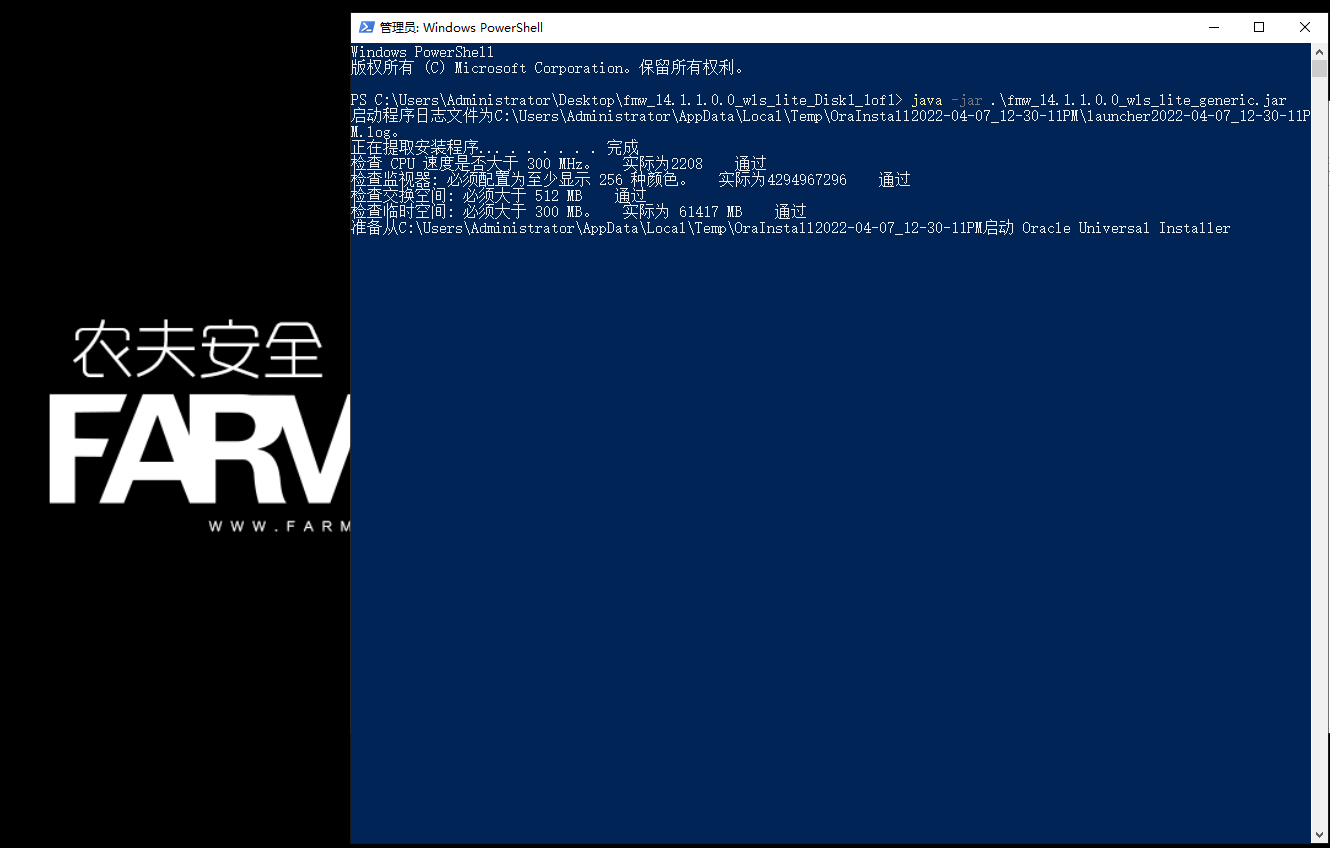 管理员: Windows PowerShell
Windows PowerShell
版权所有 (C) Microsoft Corporation。保留所有权利。
PS C:\Users\Administrator\Desktop\fmw_14.1.1.0.0_wls_lite_Disk1_1of1> java -jar .\fmw_14.1.1.0.0_wls_lite_generic.jar
启动程序日志文件为C:\Users\Administrator\AppData\Local\Temp\OraInstall2022-04-07_12-30-11PM\launcher2022-04-07_12-30-11P
M.log。
正在提取安装程序... . . . . . . 完成
检查 CPU 速度是否大于 300 MHz。   实际为2208    通过
检查监视器: 必须配置为至少显示 256 种颜色。   实际为4294967296    通过
检查交换空间: 必须大于 512 MB    通过
检查临时空间: 必须大于 300 MB。   实际为 61417 MB    通过
准备从C:\Users\Administrator\AppData\Local\Temp\OraInstall2022-04-07_12-30-11PM启动 Oracle Universal Installer
农夫安全
FARM
WWW.FARM